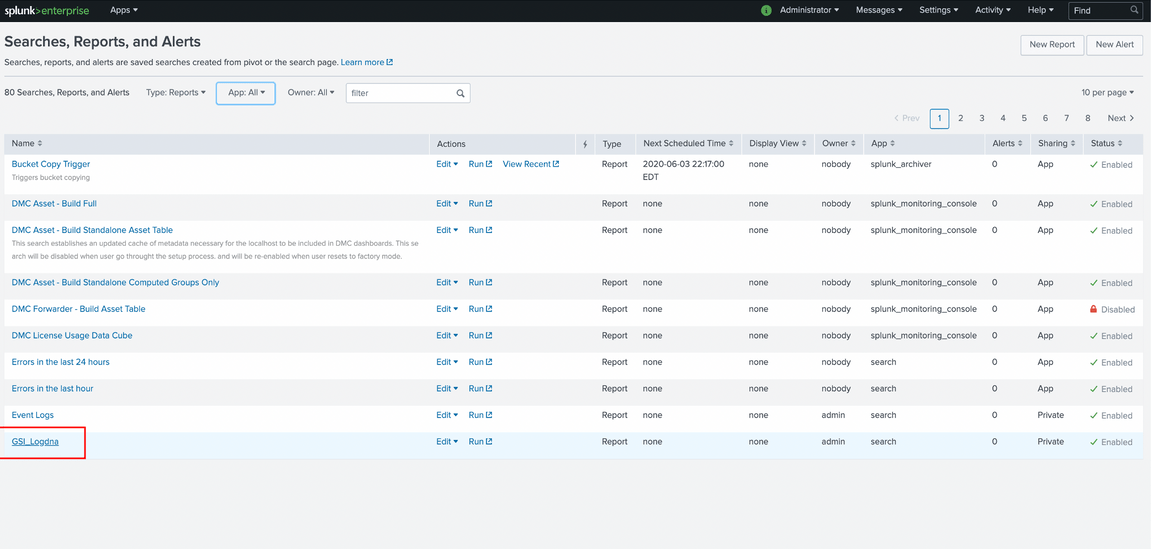 splunk>enterprise Apps Administrator Messages Settings Activity Help Find
Searches, Reports, and Alerts
New Report New Alert
Searches, reports, and alerts are saved searches created from pivot or the search page. Learn more
80 Searches, Reports, and Alerts Type: Reports App: All Owner: All filter 10 per page
< Prev 1 2 3 4 5 6 7 8 Next >
Name Actions Type Next Scheduled Time Display View Owner App Alerts Sharing Status
Bucket Copy Trigger Edit Run View Recent Report 2020-06-03 22:17:00 none nobody splunk_archiver 0 App Enabled
Triggers bucket copying EDT
DMC Asset - Build Full Edit Run Report none none nobody splunk_monitoring_console 0 App Enabled
DMC Asset - Build Standalone Asset Table Edit Run Report none none nobody splunk_monitoring_console 0 App Enabled
This search establishes an updated cache of metadata necessary for the localhost to be included in DMC dashboards. This se
arch will be disabled when user go throught the setup process. and will be re-enabled when user resets to factory mode.
DMC Asset - Build Standalone Computed Groups Only Edit Run Report none none nobody splunk_monitoring_console 0 App Enabled
DMC Forwarder - Build Asset Table Edit Run Report none none nobody splunk_monitoring_console 0 App Disabled
DMC License Usage Data Cube Edit Run Report none none nobody splunk_monitoring_console 0 App Enabled
Errors in the last 24 hours Edit Run Report none none nobody search 0 App Enabled
Errors in the last hour Edit Run Report none none nobody search 0 App Enabled
Event Logs Edit Run Report none none admin search 0 Private Enabled
GSI_Logdna Edit Run Report none none admin search 0 Private Enabled